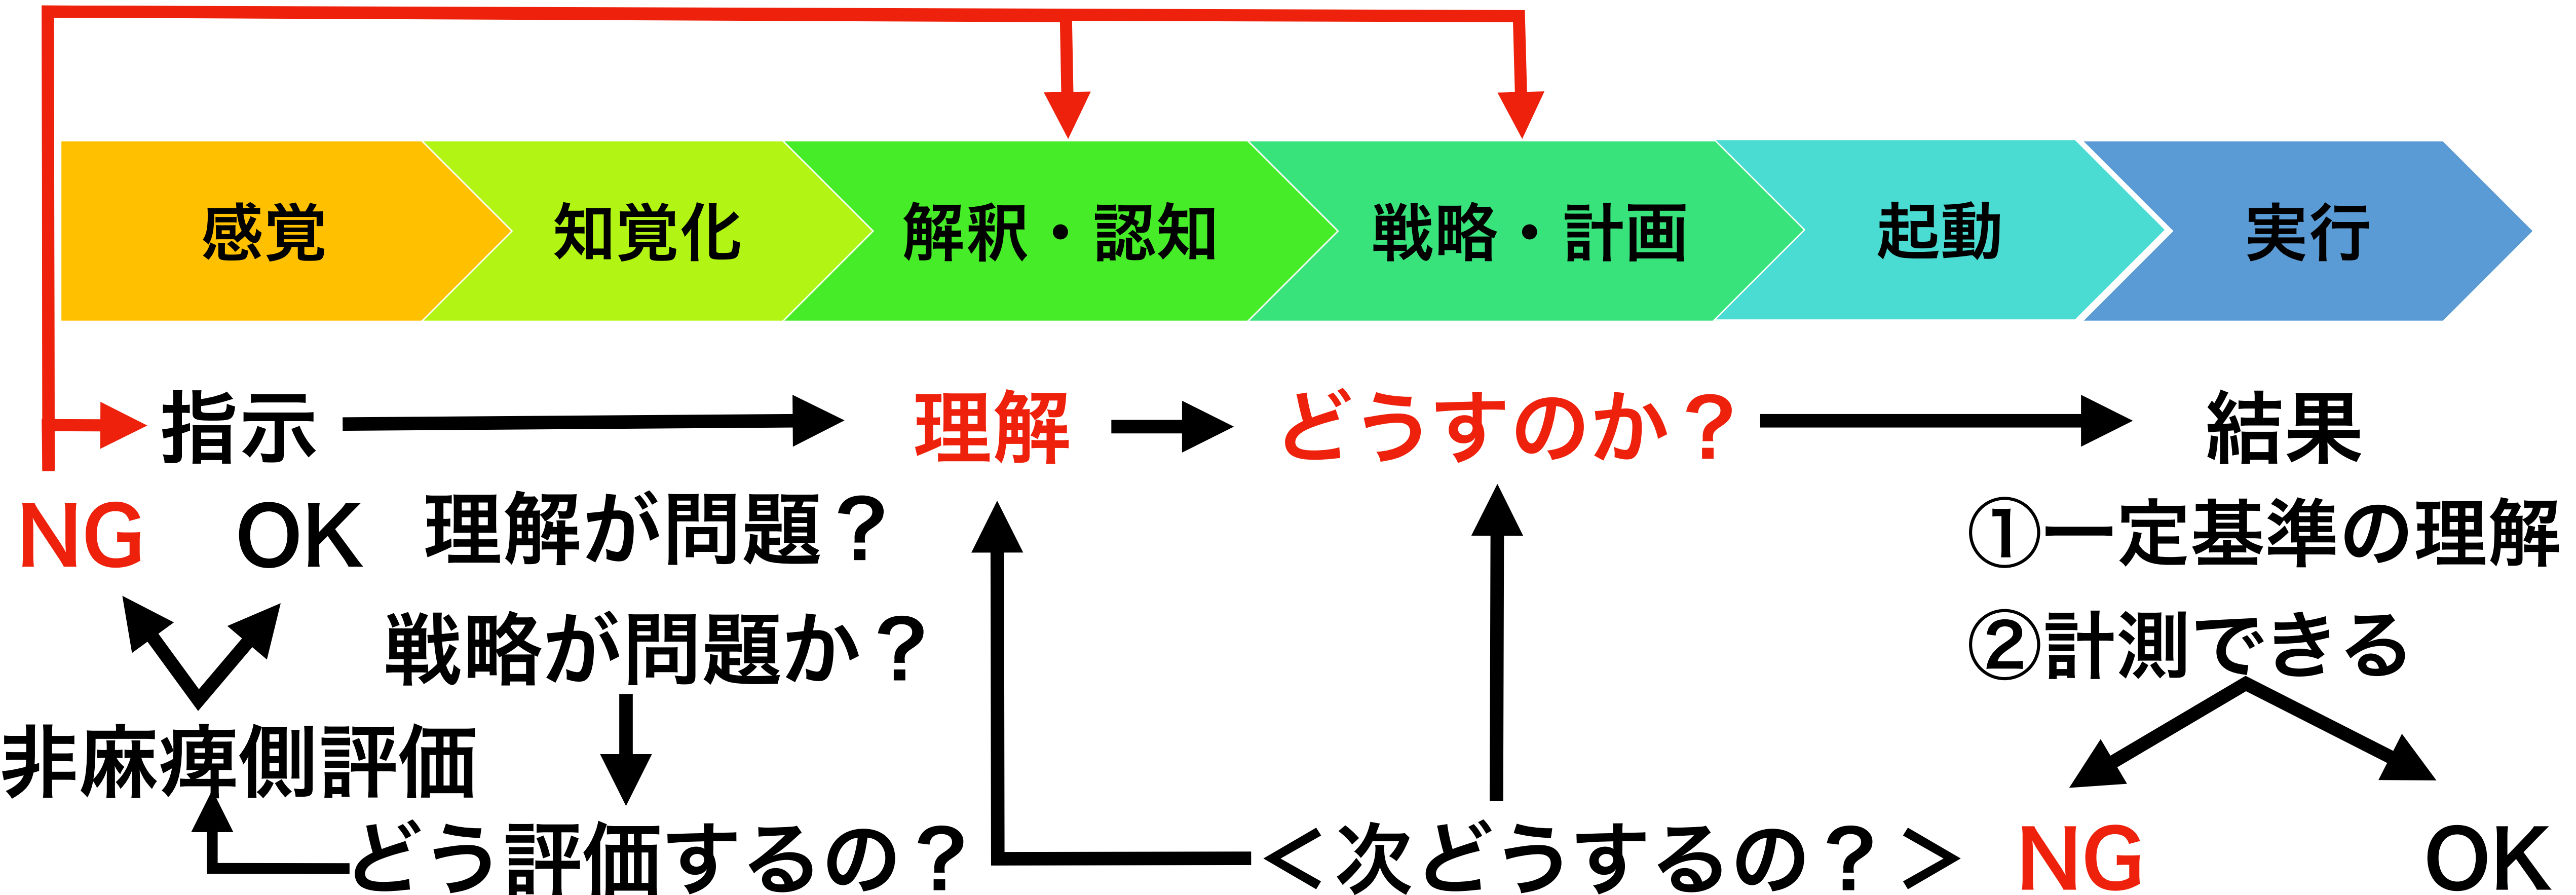 感覚
知覚化
解釈・認知
戦略・計画
起動
実行
指示
理解
どうすのか？
結果
NG
OK
理解が問題？
戦略が問題か？
①一定基準の理解
②計測できる
非麻痺側評価
どう評価するの？
＜次どうするの？＞
NG
OK